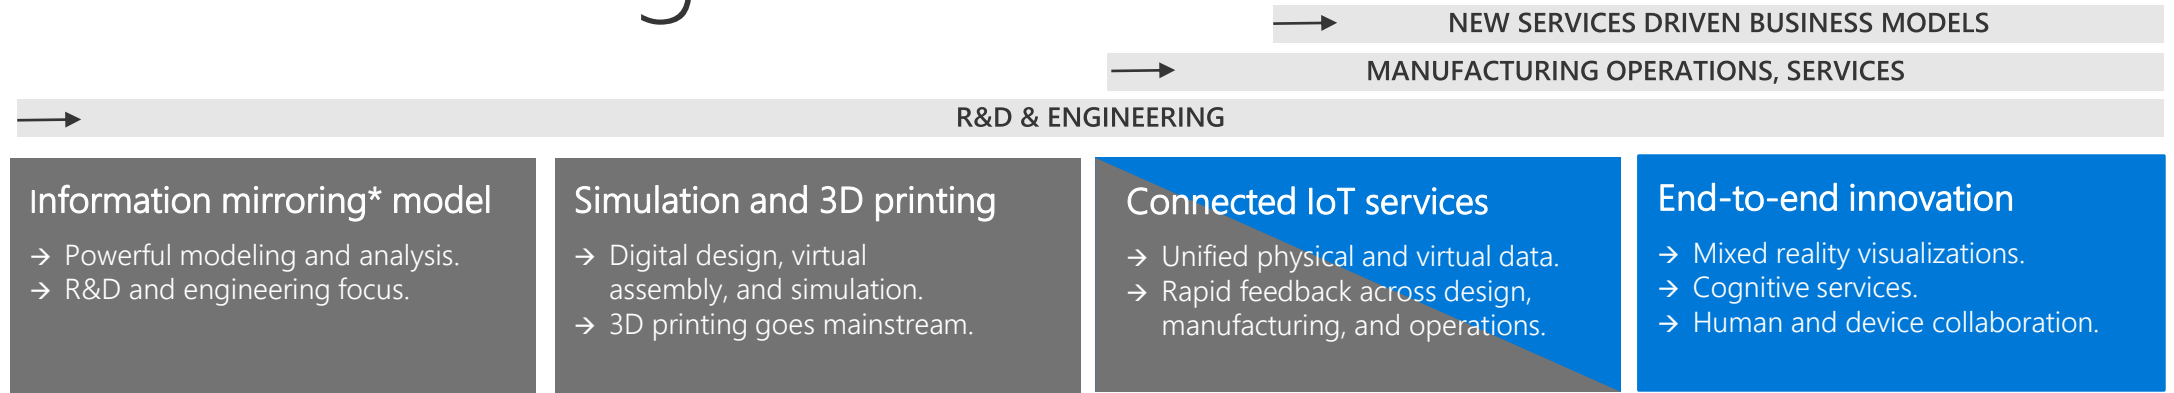 NEW SERVICES DRIVEN BUSINESS MODELS
MANUFACTURING OPERATIONS, SERVICES
R&D & ENGINEERING
Information mirroring* model
→ Powerful modeling and analysis.
→ R&D and engineering focus.
Simulation and 3D printing
→ Digital design, virtual
assembly, and simulation.
→ 3D printing goes mainstream.
Connected IoT services
→ Unified physical and virtual data.
→ Rapid feedback across design,
manufacturing, and operations.
End-to-end innovation
→ Mixed reality visualizations.
→ Cognitive services.
→ Human and device collaboration.